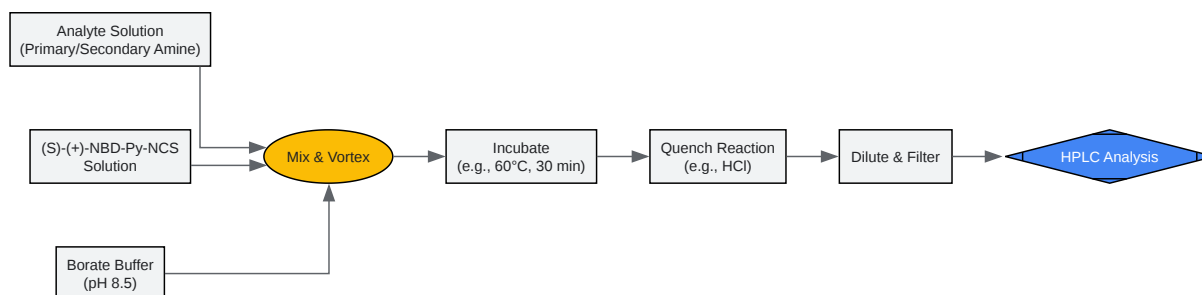 Analyte Solution
(Primary/Secondary Amine)
(S)-(+)-NBD-Py-NCS
Solution
Borate Buffer
(pH 8.5)
Mix & Vortex
Incubate
(e.g., 60°C, 30 min)
Quench Reaction
(e.g., HCl)
Dilute & Filter
HPLC Analysis